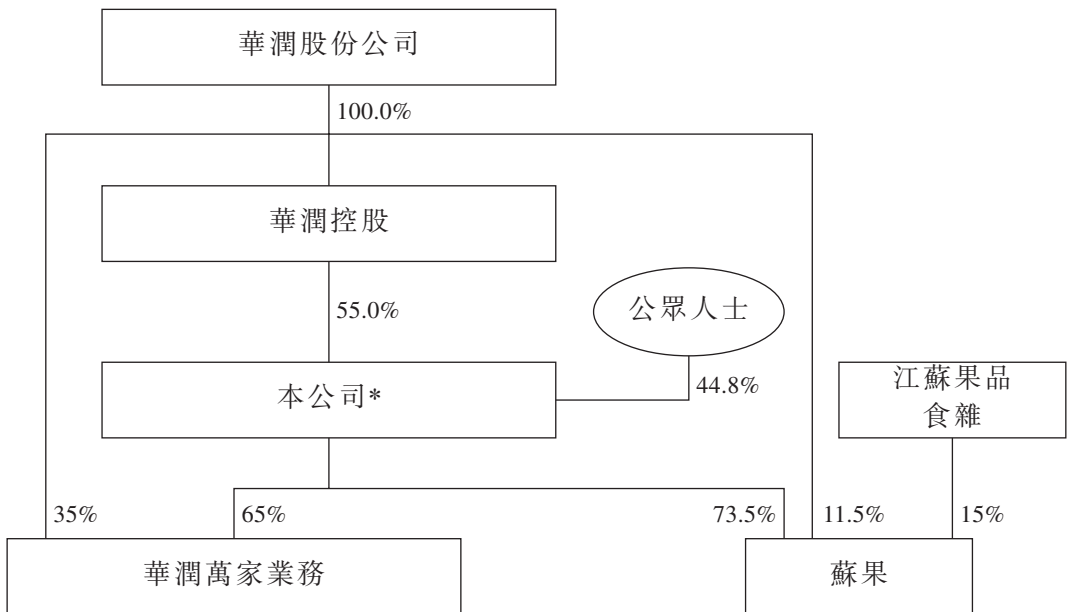 華潤股份公司
100.0%
華潤控股
55.0%
公眾人士
本公司*
44.8%
江蘇果品
食雜
35%
65%
73.5%
11.5%
15%
華潤萬家業務
蘇果